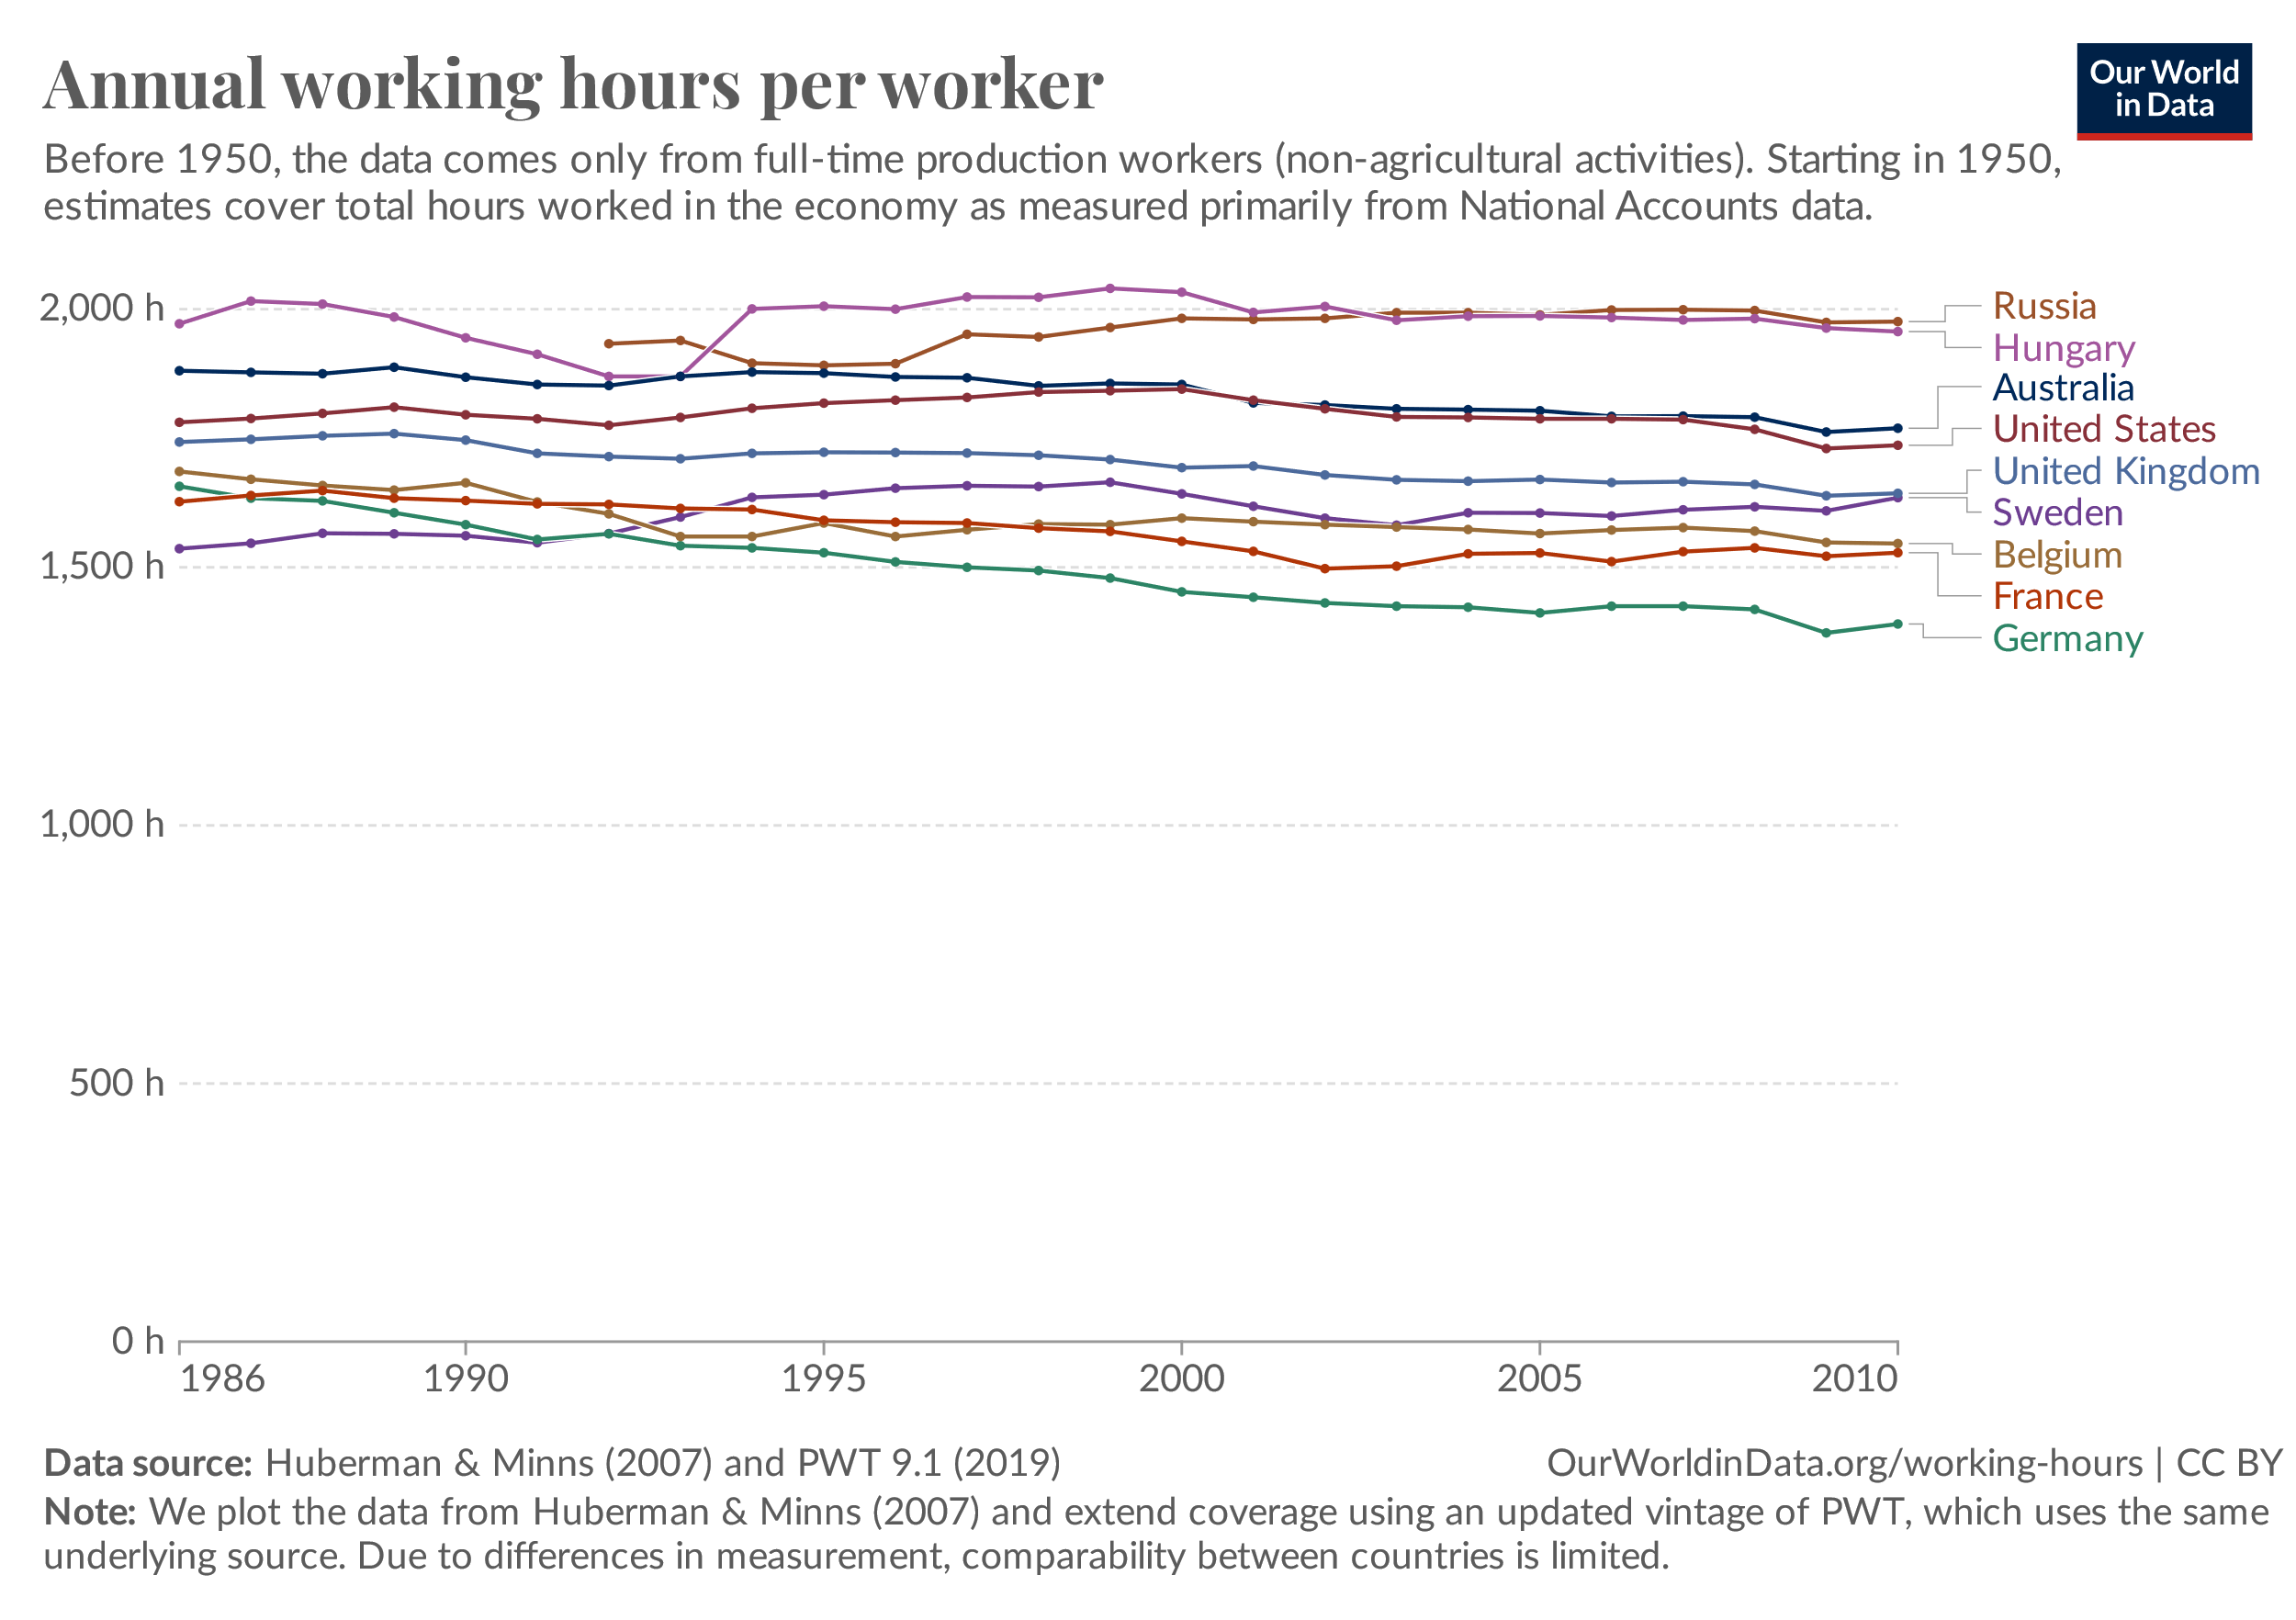 Annual working hours per worker
Our World
in Data
Before 1950, the data comes only from full-time production workers (non-agricultural activities). Starting in 1950,
estimates cover total hours worked in the economy as measured primarily from National Accounts data.
2,000 h
1,500 h
1,000 h
500 h
0 h
Russia
Hungary
Australia
United States
United Kingdom
Sweden
Belgium
France
Germany
1986
1990
1995
2000
2005
2010
Data source: Huberman & Minns (2007) and PWT 9.1 (2019)
OurWorldinData.org/working-hours | CC BY
Note: We plot the data from Huberman & Minns (2007) and extend coverage using an updated vintage of PWT, which uses the same
underlying source. Due to differences in measurement, comparability between countries is limited.